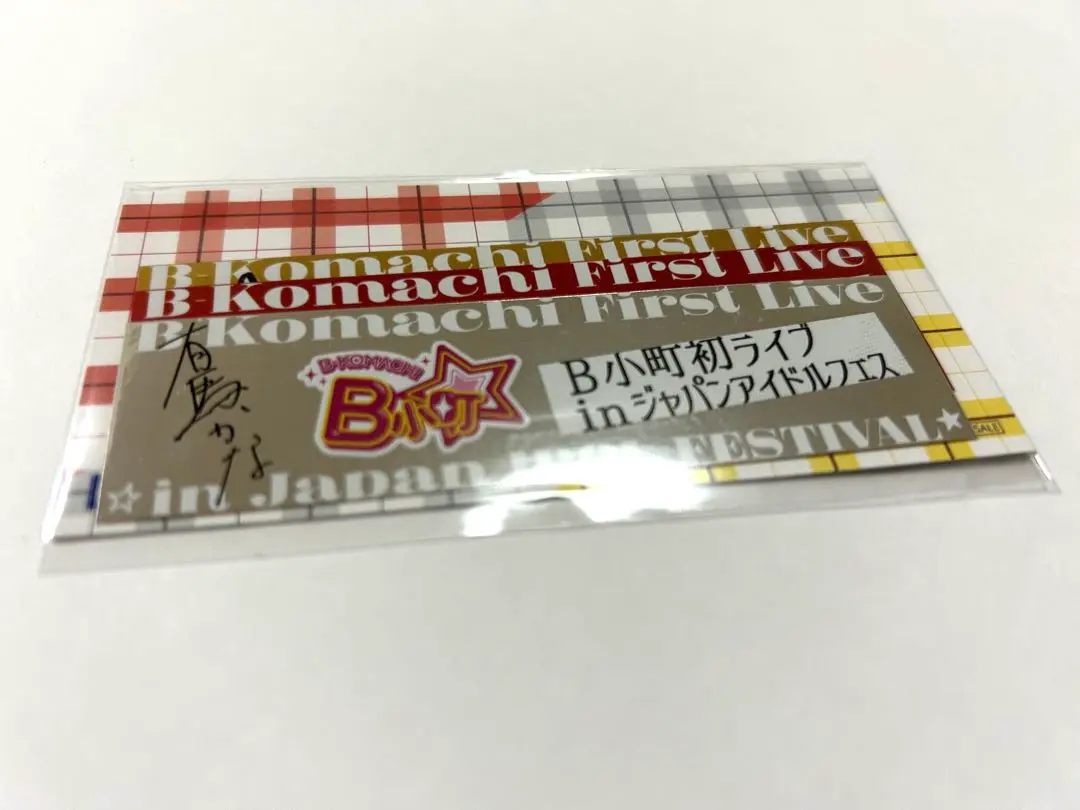 B-Komachi First Live
B-Komachi First Live
B-Komachi First Live
有馬かな
B-KOMACHI
B小町
B小町初ライブ
inジャパンアイドルフェス
☆in Japan FESTIVAL★
SALE